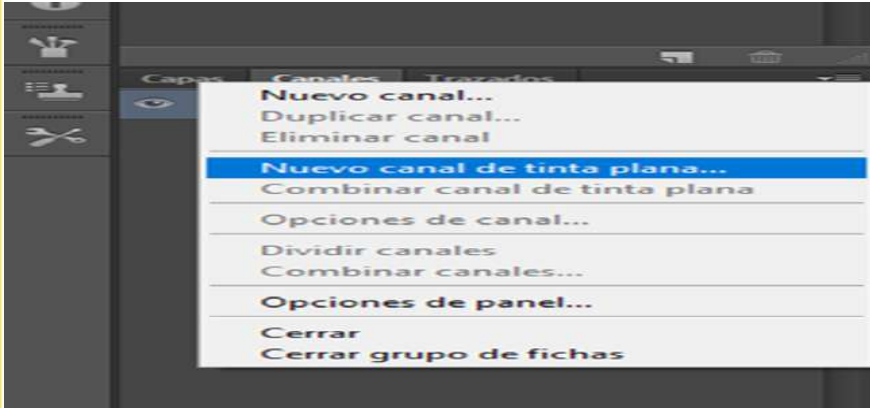 Capas Canales Trazados
Nuevo canal...
Duplicar canal...
Eliminar canal
Nuevo canal de tinta plana...
Combinar canal de tinta plana
Opciones de canal...
Dividir canales
Combinar canales...
Opciones de panel...
Cerrar
Cerrar grupo de fichas